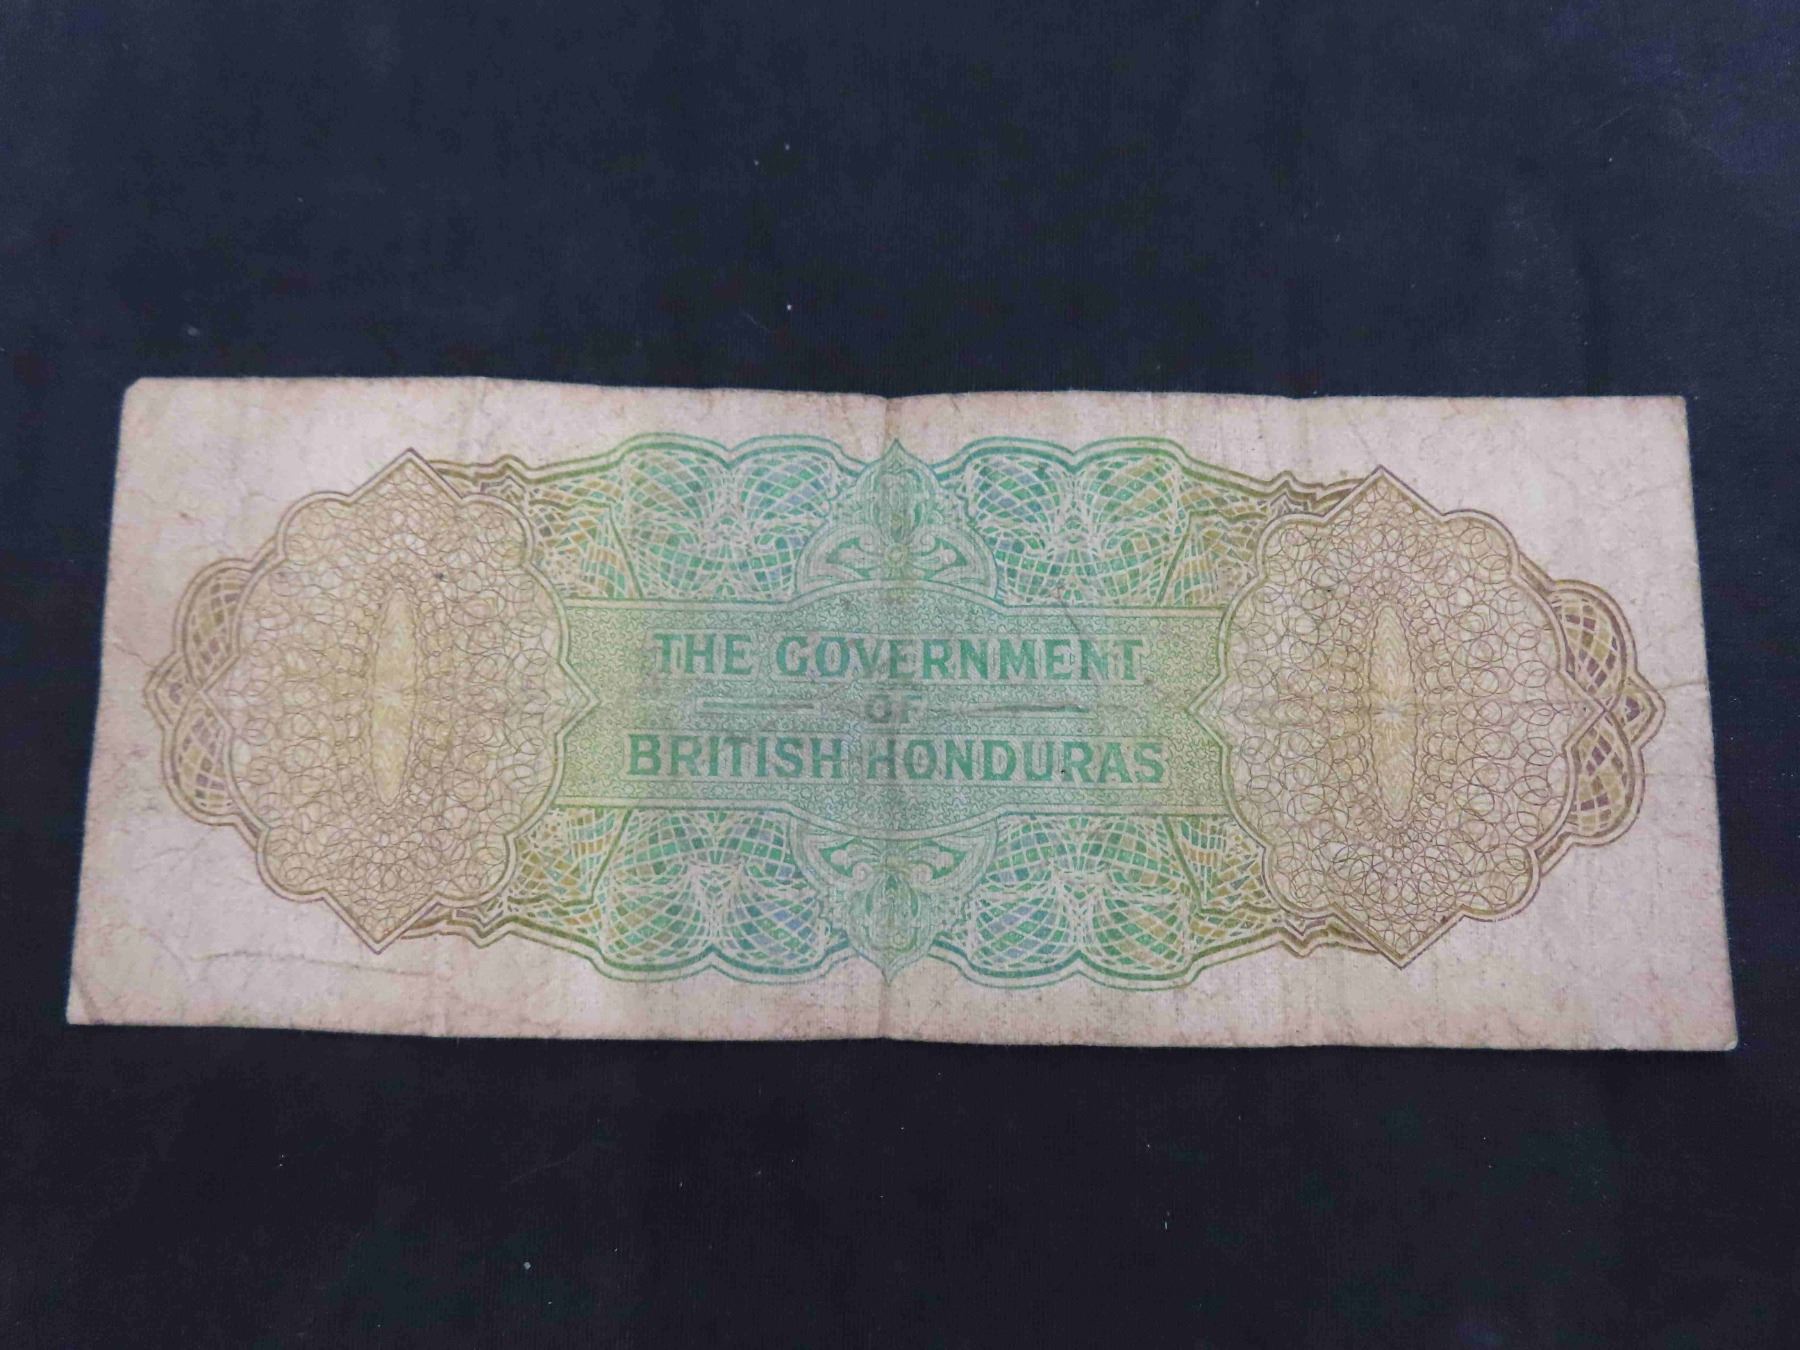 THE GOVERNMENT
OF
BRITISH HONDURAS